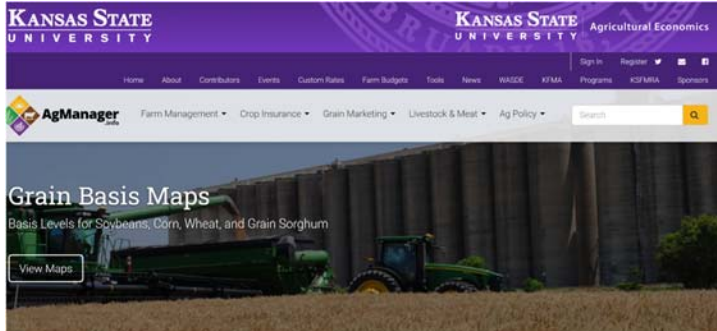 KANSAS STATE
UNIVERSITY
KANSAS STATE
UNIVERSITY
Agricultural Economics
Sign In Register
Home About Contributors Events Custom Rates Farm Budgets Tools News WASDE KFMA Programs KSFMRA Sponsors
AgManager
.info
Farm Management Crop Insurance Grain Marketing Livestock & Meat Ag Policy
Search
Grain Basis Maps
Basis Levels for Soybeans, Corn, Wheat, and Grain Sorghum
View Maps